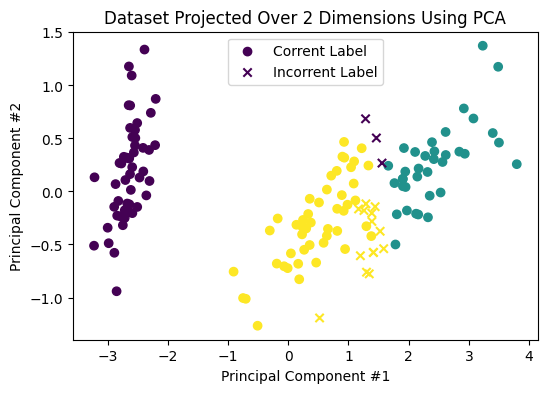 Dataset Projected Over 2 Dimensions Using PCA
Corrent Label
Incorrent Label
1.5
1.0
0.5
0.0
−0.5
−1.0
Principal Component #2
−3
−2
−1
0
1
2
3
4
Principal Component #1